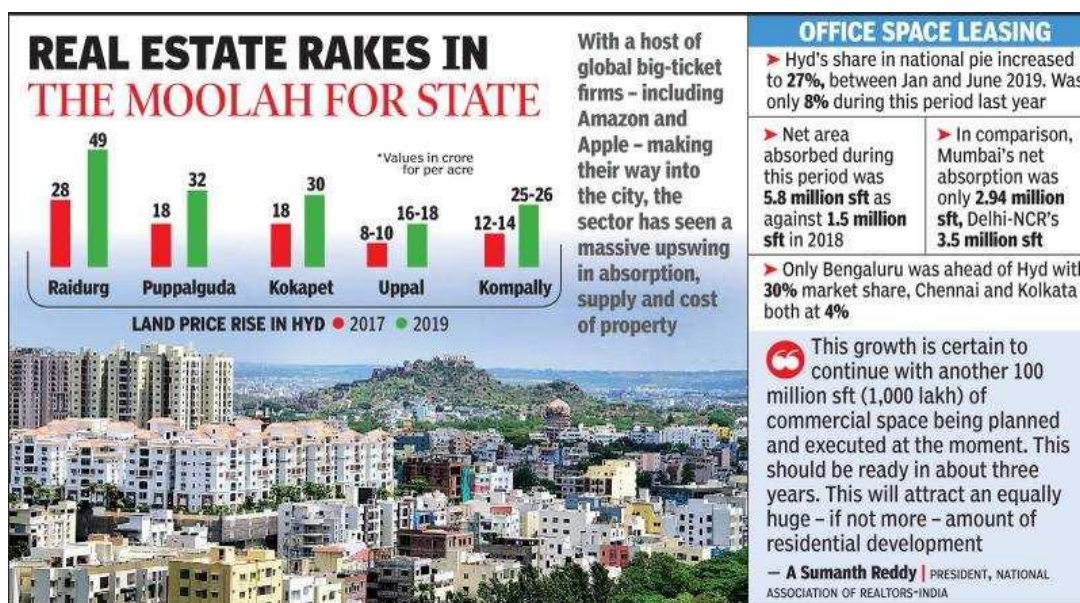 REAL ESTATE RAKES IN
THE MOOLAH FOR STATE
*Values in crore
for per acre
28
49
18
32
18
30
8-10
16-18
12-14
25-26
Raidurg
Puppalguda
Kokapet
Uppal
Kompally
LAND PRICE RISE IN HYD 2017 2019
With a host of
global big-ticket
firms – including
Amazon and
Apple – making
their way into
the city, the
sector has seen a
massive upswing
in absorption,
supply and cost
of property
OFFICE SPACE LEASING
➤ Hyd's share in national pie increased
to 27%, between Jan and June 2019. Was
only 8% during this period last year
➤ Net area
absorbed during
this period was
5.8 million sft as
against 1.5 million
sft in 2018
➤ In comparison,
Mumbai's net
absorption was
only 2.94 million
sft, Delhi-NCR's
3.5 million sft
➤ Only Bengaluru was ahead of Hyd with
30% market share, Chennai and Kolkata
both at 4%
This growth is certain to
continue with another 100
million sft (1,000 lakh) of
commercial space being planned
and executed at the moment. This
should be ready in about three
years. This will attract an equally
huge – if not more – amount of
residential development
— A Sumanth Reddy | PRESIDENT, NATIONAL
ASSOCIATION OF REALTORS-INDIA